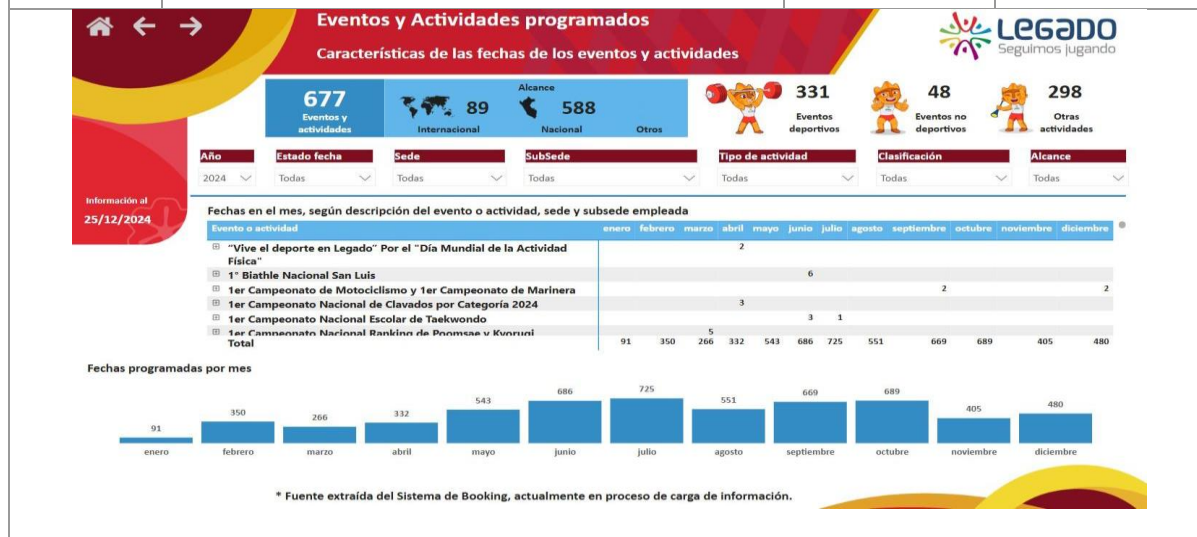 Eventos y Actividades programados
Características de las fechas de los eventos y actividades
LEGADO
Seguimos jugando
677
Eventos y
actividades
Alcance
89
Internacional
588
Nacional
Otros
331
Eventos
deportivos
48
Eventos no
deportivos
298
Otras
actividades
Año Estado fecha Sede SubSede Tipo de actividad Clasificación Alcance
2024 Todas Todas Todas Todas Todas Todas
Información al
25/12/2024
Fechas en el mes, según descripción del evento o actividad, sede y subsede empleada
Evento o actividad enero febrero marzo abril mayo junio julio agosto septiembre octubre noviembre diciembre
"Vive el deporte en Legado" Por el "Día Mundial de la Actividad 2
Física"
1° Biathle Nacional San Luis 6
1er Campeonato de Motociclismo y 1er Campeonato de Marinera 2 2
1er Campeonato Nacional de Clavados por Categoría 2024 3
1er Campeonato Nacional Escolar de Taekwondo 3 1
1er Campeonato Nacional Ranking de Poomsae y Kyorugi 5
Total 91 350 266 332 543 686 725 551 669 689 405 480
Fechas programadas por mes
91 350 266 332 543 686 725 551 669 689 405 480
enero febrero marzo abril mayo junio julio agosto septiembre octubre noviembre diciembre
* Fuente extraída del Sistema de Booking, actualmente en proceso de carga de información.